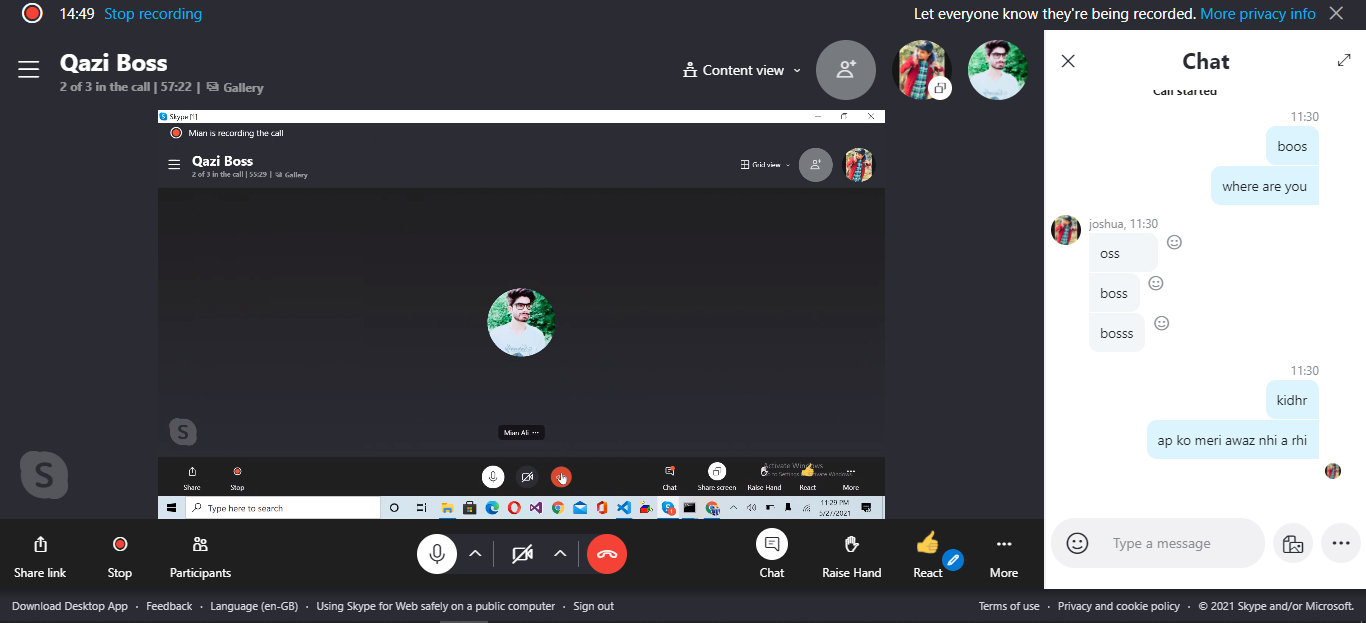 14:49 Stop recording
Let everyone know they're being recorded. More privacy info
Qazi Boss
2 of 3 in the call | 57:22 | Gallery
Content view
Skype [1]
Mian is recording the call
Qazi Boss
2 of 3 in the call | 55:29 | Gallery
Grid view
Mian Ali ···
S
Share
Stop
Chat
Share screen
Raise Hand
React
More
Activate Windows
to Settings to activate Windows.
Type here to search
11:29 PM
5/27/2021
S
Share link
Stop
Participants
Chat
Raise Hand
React
More
Chat
Call started
11:30
boos
where are you
joshua, 11:30
oss
boss
bosss
11:30
kidhr
ap ko meri awaz nhi a rhi
Type a message
Download Desktop App · Feedback · Language (en-GB) · Using Skype for Web safely on a public computer · Sign out
Terms of use · Privacy and cookie policy · © 2021 Skype and/or Microsoft.